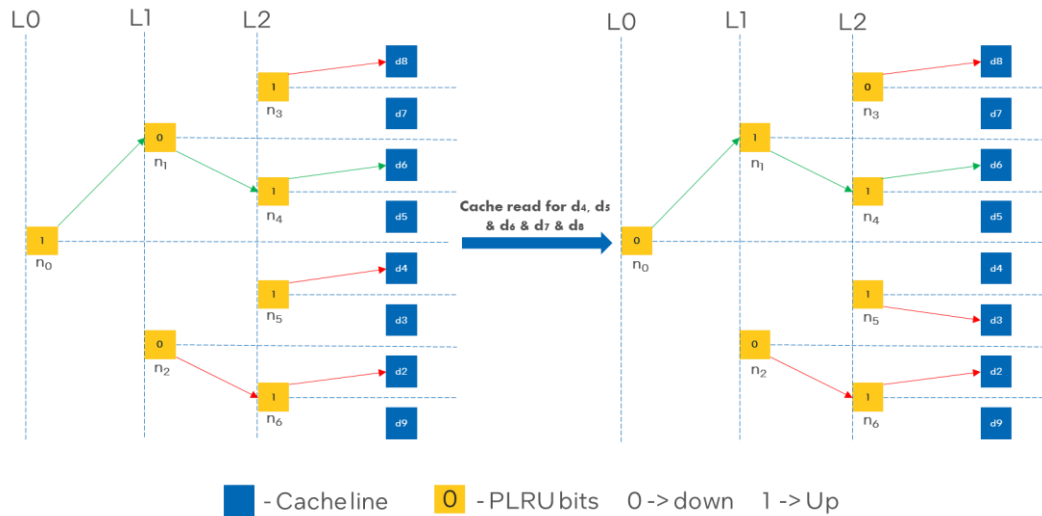 L0 L1 L2 L0 L1 L2
d8 d8
1 0
n3 n3
d7 d7
0 1
n1 n1
d6 d6
1 1
n4 n4
d5 d5
Cache read for d4, d5
& d6 & d7 & d8
1 0
n0 n0
d4 d4
1 1
n5 n5
d3 d3
0 0
n2 n2
d2 d2
1 1
n6 n6
d9 d9
- Cache line 0 - PLRU bits 0 -> down 1 -> Up